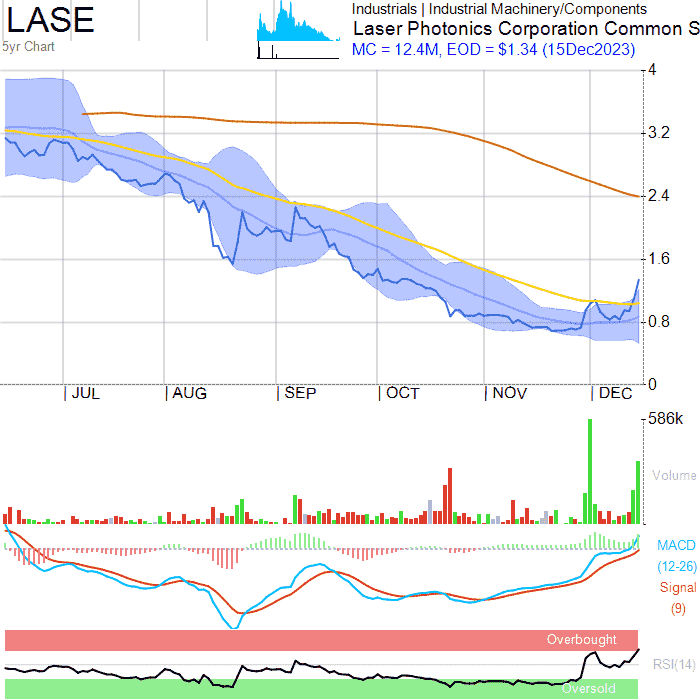 LASE
5yr Chart
Industrials | Industrial Machinery/Components
Laser Photonics Corporation Common S
MC = 12.4M, EOD = $1.34 (15Dec2023)
4
3.2
2.4
1.6
0.8
0
JUL
AUG
SEP
OCT
NOV
DEC
586k
Volume
MACD
(12-26)
Signal
(9)
Overbought
RSI(14)
Oversold